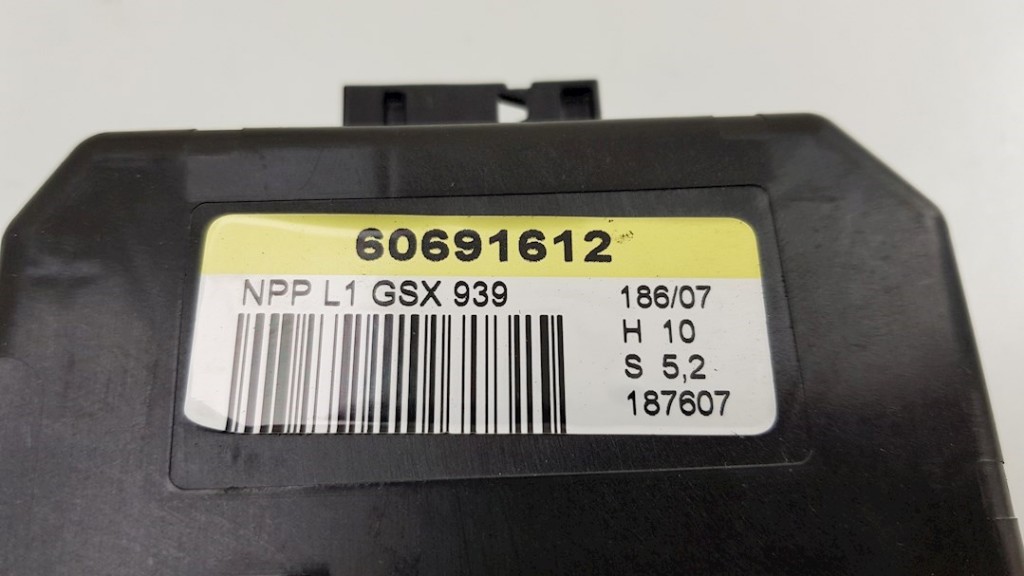 60691612
NPP L1 GSX 939
186/07
H 10
S 5,2
187607